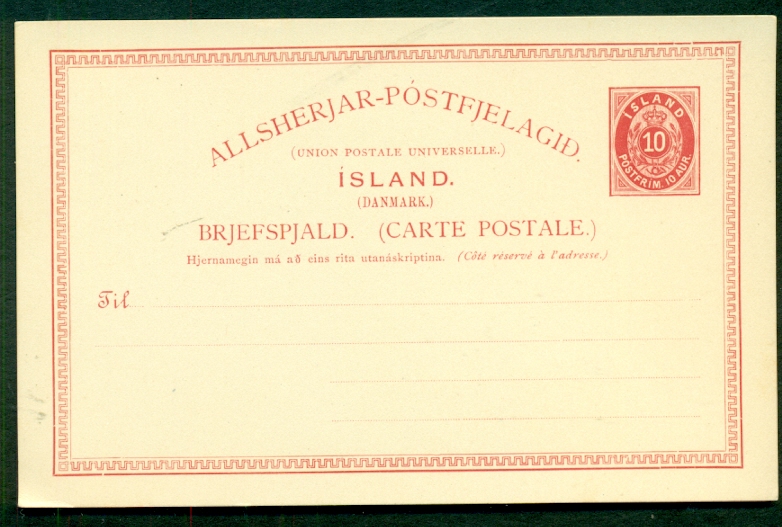 ALLSHERJAR-PÓSTFJELAGIÐ.
(UNION POSTALE UNIVERSELLE.)
ÍSLAND.
(DANMARK.)
BRJEFSPJALD. (CARTE POSTALE.)
Hjernamegin má að eins rita utanáskriptina. (Côté réservé à l'adresse.)
Til
ÍSLAND
10
POSTFRIM. 10 AUR.